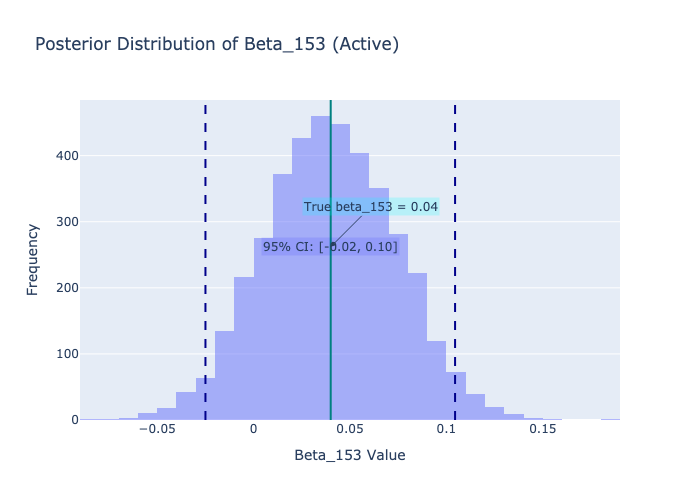 Posterior Distribution of Beta_153 (Active)
400
300
200
100
0
Frequency
True beta_153 = 0.04
95% CI: [-0.02, 0.10]
−0.05
0
0.05
0.1
0.15
Beta_153 Value